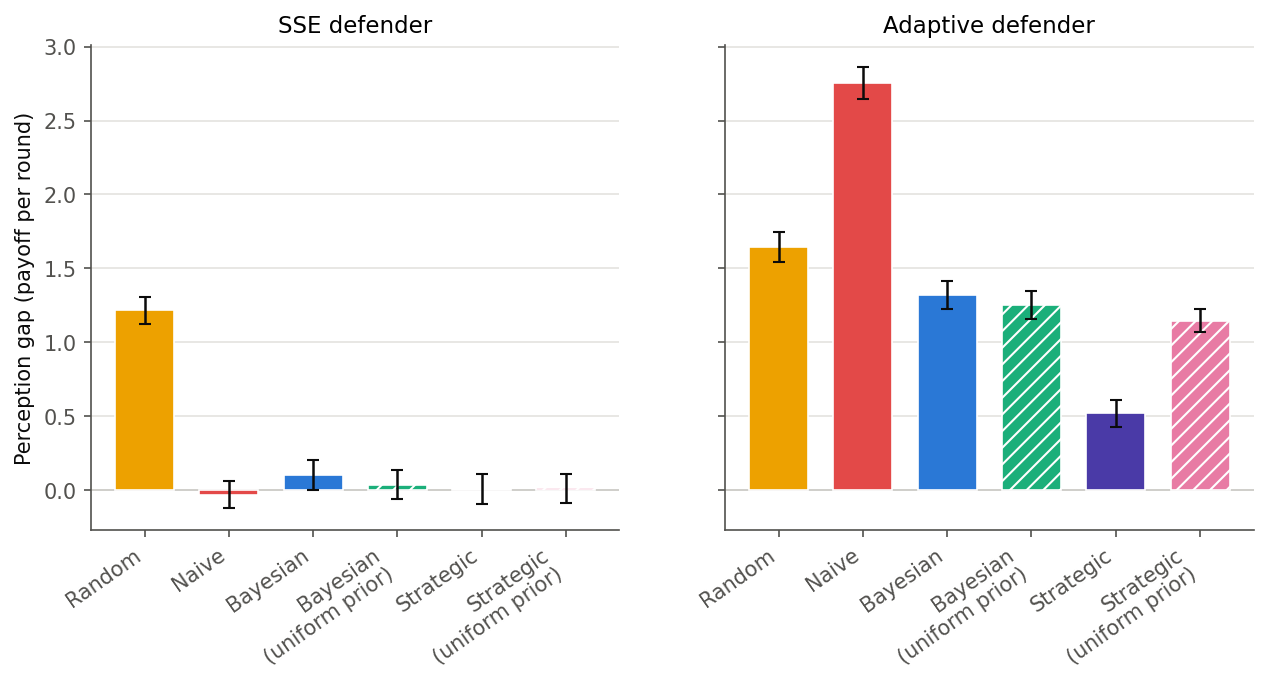 SSE defender
Adaptive defender
Perception gap (payoff per round)
3.0
2.5
2.0
1.5
1.0
0.5
0.0
Random
Naive
Bayesian
Bayesian
(uniform prior)
Strategic
Strategic
(uniform prior)
Random
Naive
Bayesian
Bayesian
(uniform prior)
Strategic
Strategic
(uniform prior)